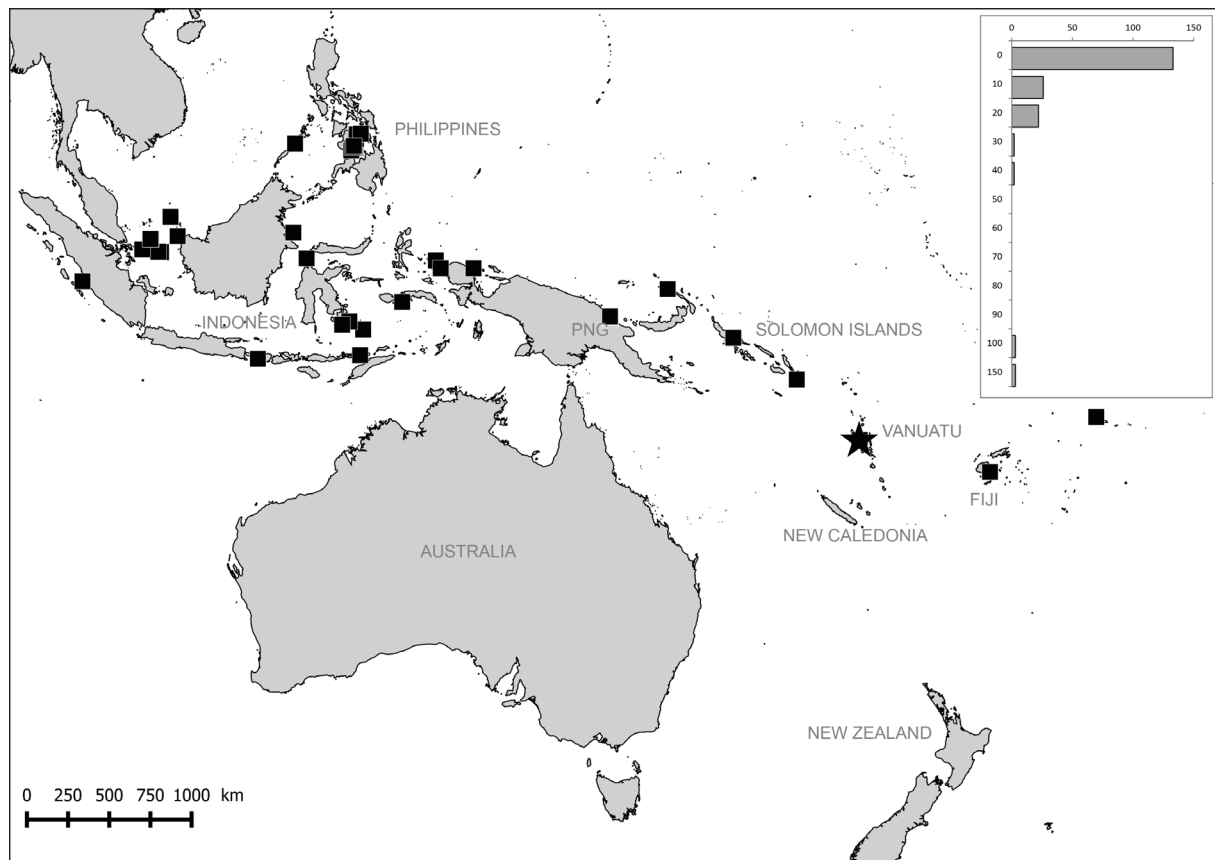 0 50 100 150
0
10
20
30
40
50
60
70
80
90
100
150
PHILIPPINES
INDONESIA
PNG
SOLOMON ISLANDS
VANUATU
FIJI
NEW CALEDONIA
AUSTRALIA
NEW ZEALAND
0 250 500 750 1000 km